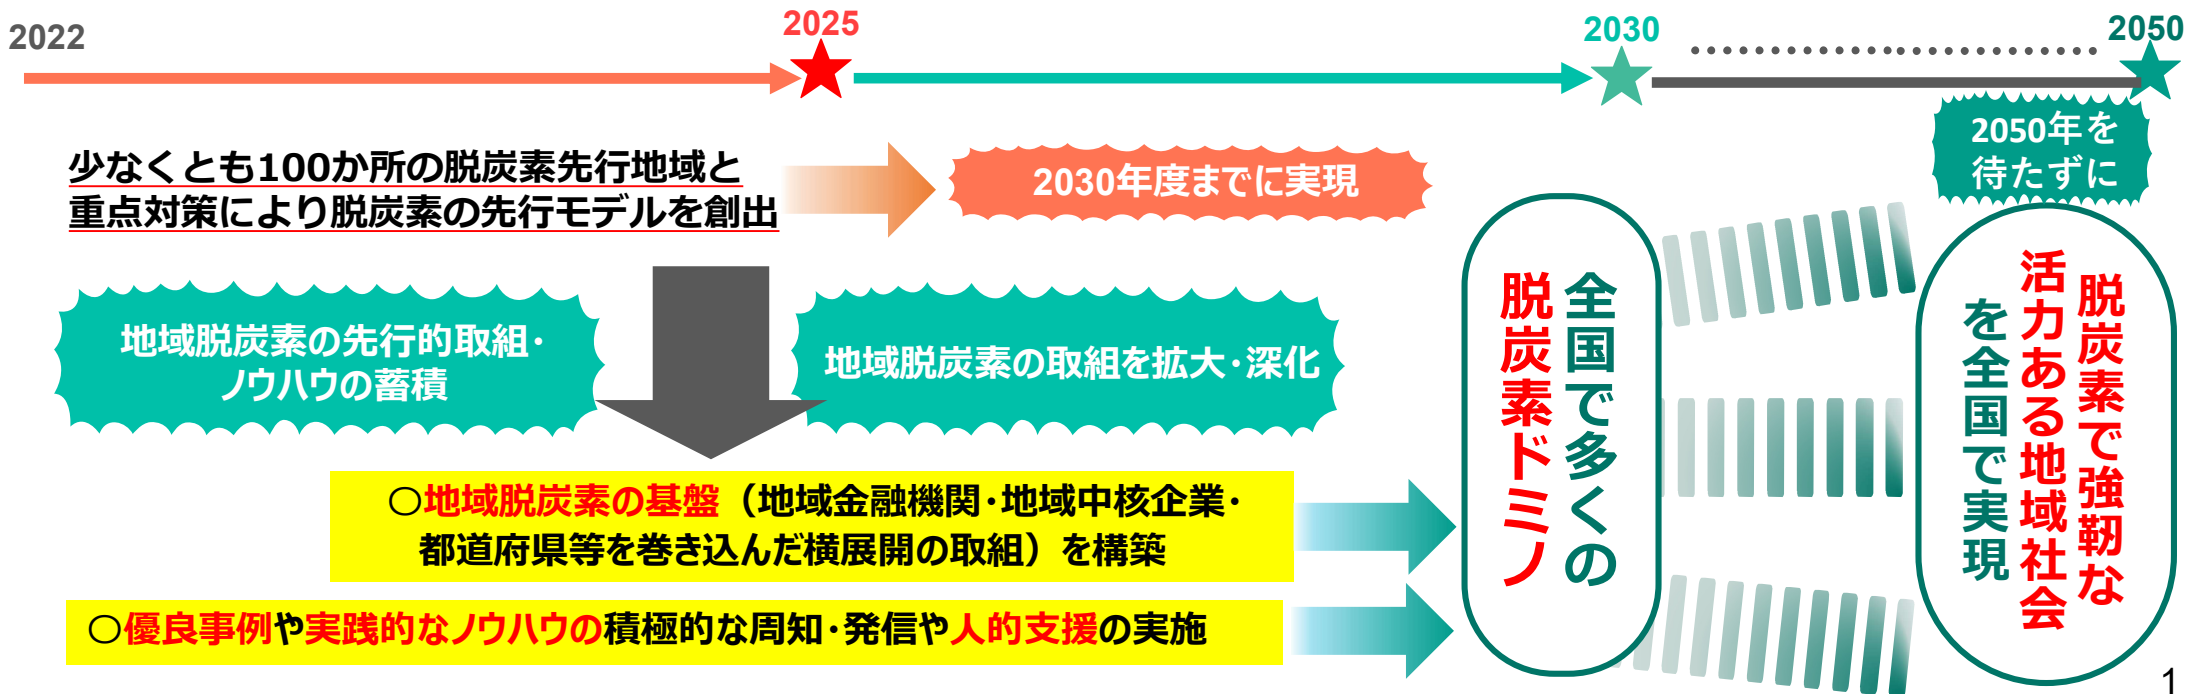 2022
2025
2030
2050
少なくとも100か所の脱炭素先行地域と
重点対策により脱炭素の先行モデルを創出
2030年度までに実現
2050年を
待たずに
地域脱炭素の先行的取組・
ノウハウの蓄積
地域脱炭素の取組を拡大・深化
〇地域脱炭素の基盤（地域金融機関・地域中核企業・
都道府県等を巻き込んだ横展開の取組）を構築
〇優良事例や実践的なノウハウの積極的な周知・発信や人的支援の実施
全国で多くの
脱炭素ドミノ
脱炭素で強靭な
活力ある地域社会
を全国で実現
1